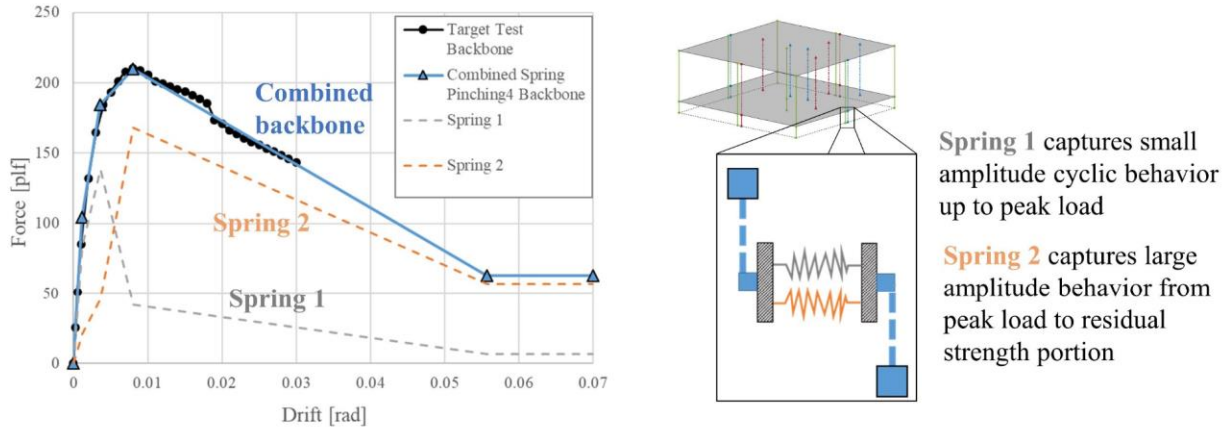 250
200
150
100
50
0
0
0.01
0.02
0.03
0.04
0.05
0.06
0.07
Force [plf]
Drift [rad]
Target Test
Backbone
Combined Spring
Pinching4 Backbone
Spring 1
Spring 2
Combined
backbone
Spring 2
Spring 1
Spring 1 captures small
amplitude cyclic behavior
up to peak load
Spring 2 captures large
amplitude behavior from
peak load to residual
strength portion